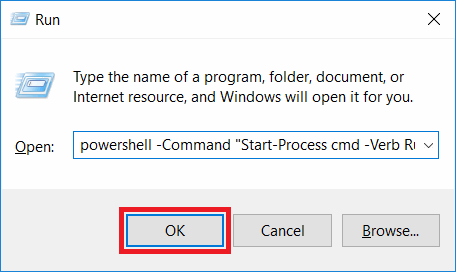 Run
Type the name of a program, folder, document, or
Internet resource, and Windows will open it for you.
Open:
powershell -Command "Start-Process cmd -Verb Ru
OK
Cancel
Browse...